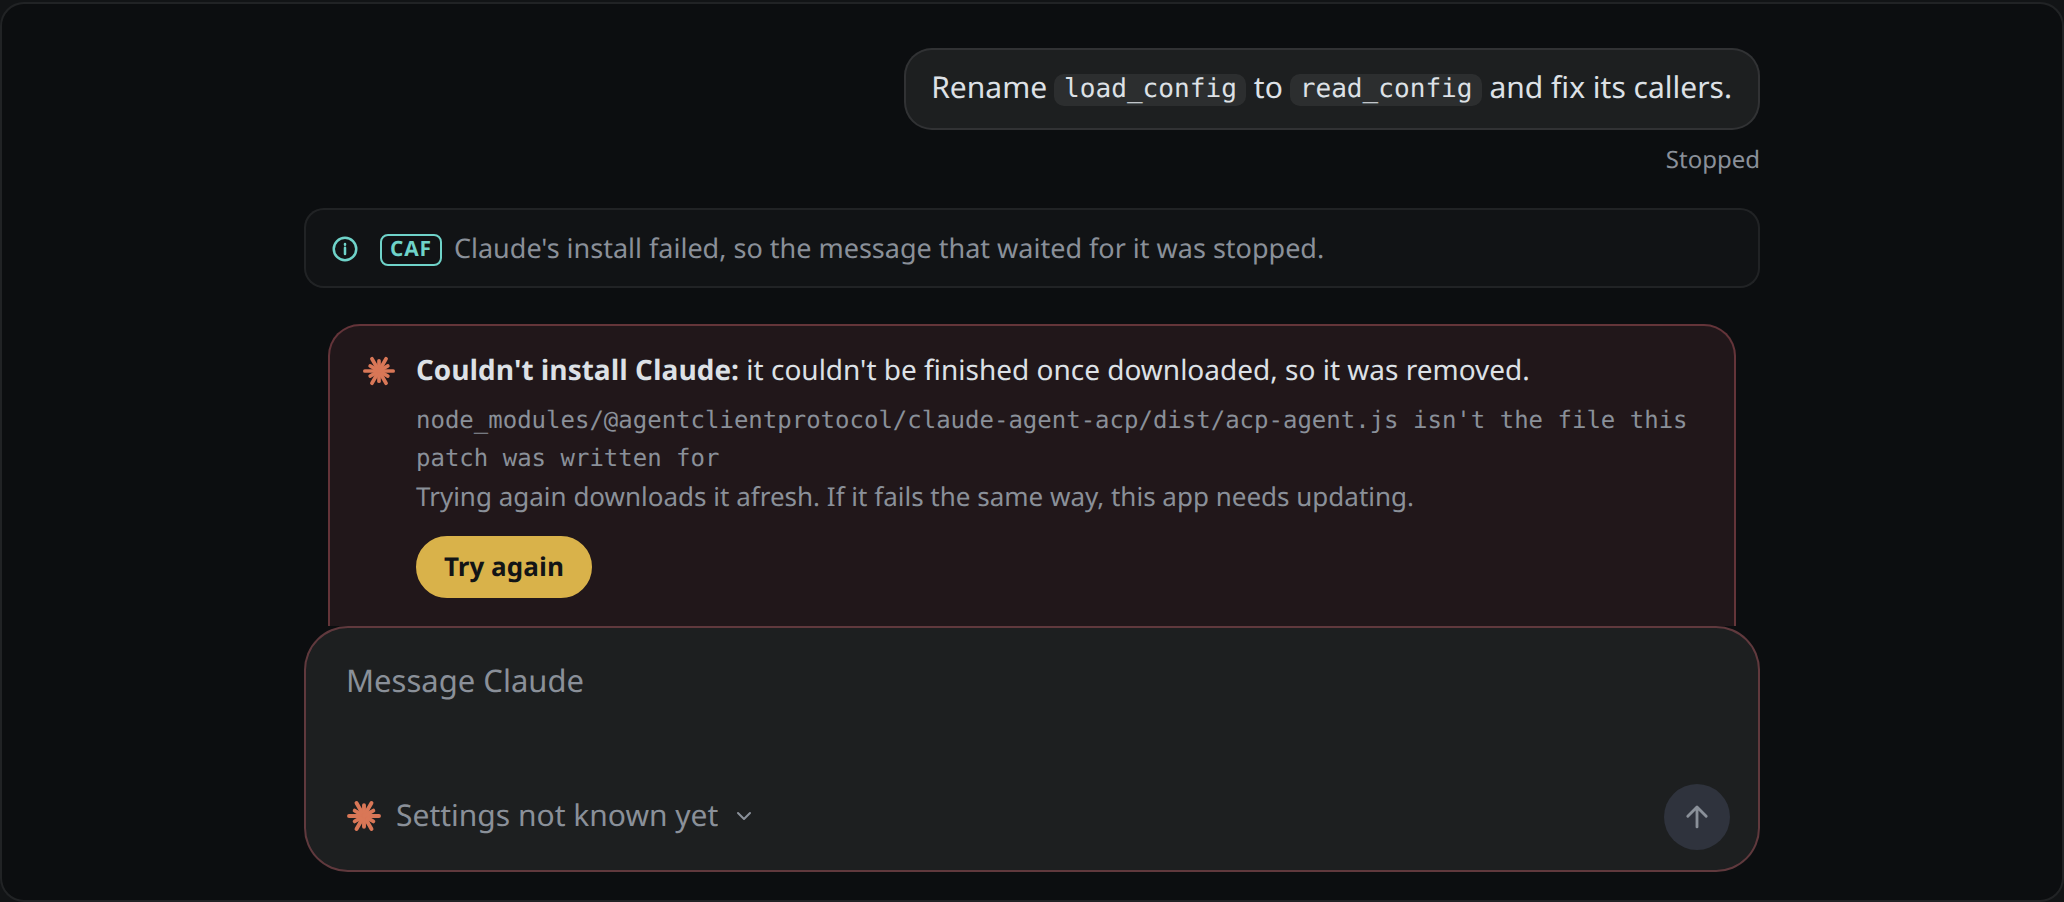 Rename load_config to read_config and fix its callers.
Stopped
CAF Claude's install failed, so the message that waited for it was stopped.
Couldn't install Claude: it couldn't be finished once downloaded, so it was removed.
node_modules/@agentclientprotocol/claude-agent-acp/dist/acp-agent.js isn't the file this
patch was written for
Trying again downloads it afresh. If it fails the same way, this app needs updating.
Try again
Message Claude
Settings not known yet